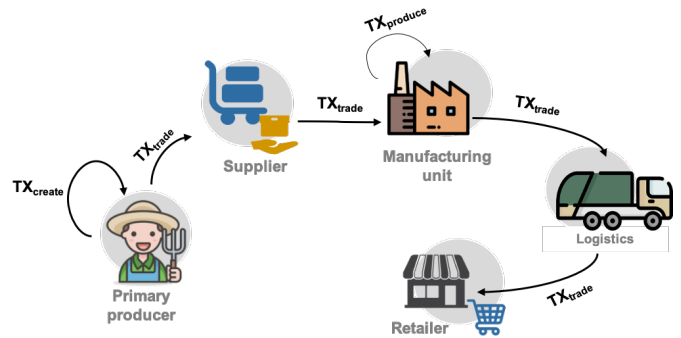 TXproduce
TXtrade
TXtrade
TXtrade
Supplier
Manufacturing
unit
TXcreate
Logistics
Primary
producer
TXtrade
Retailer